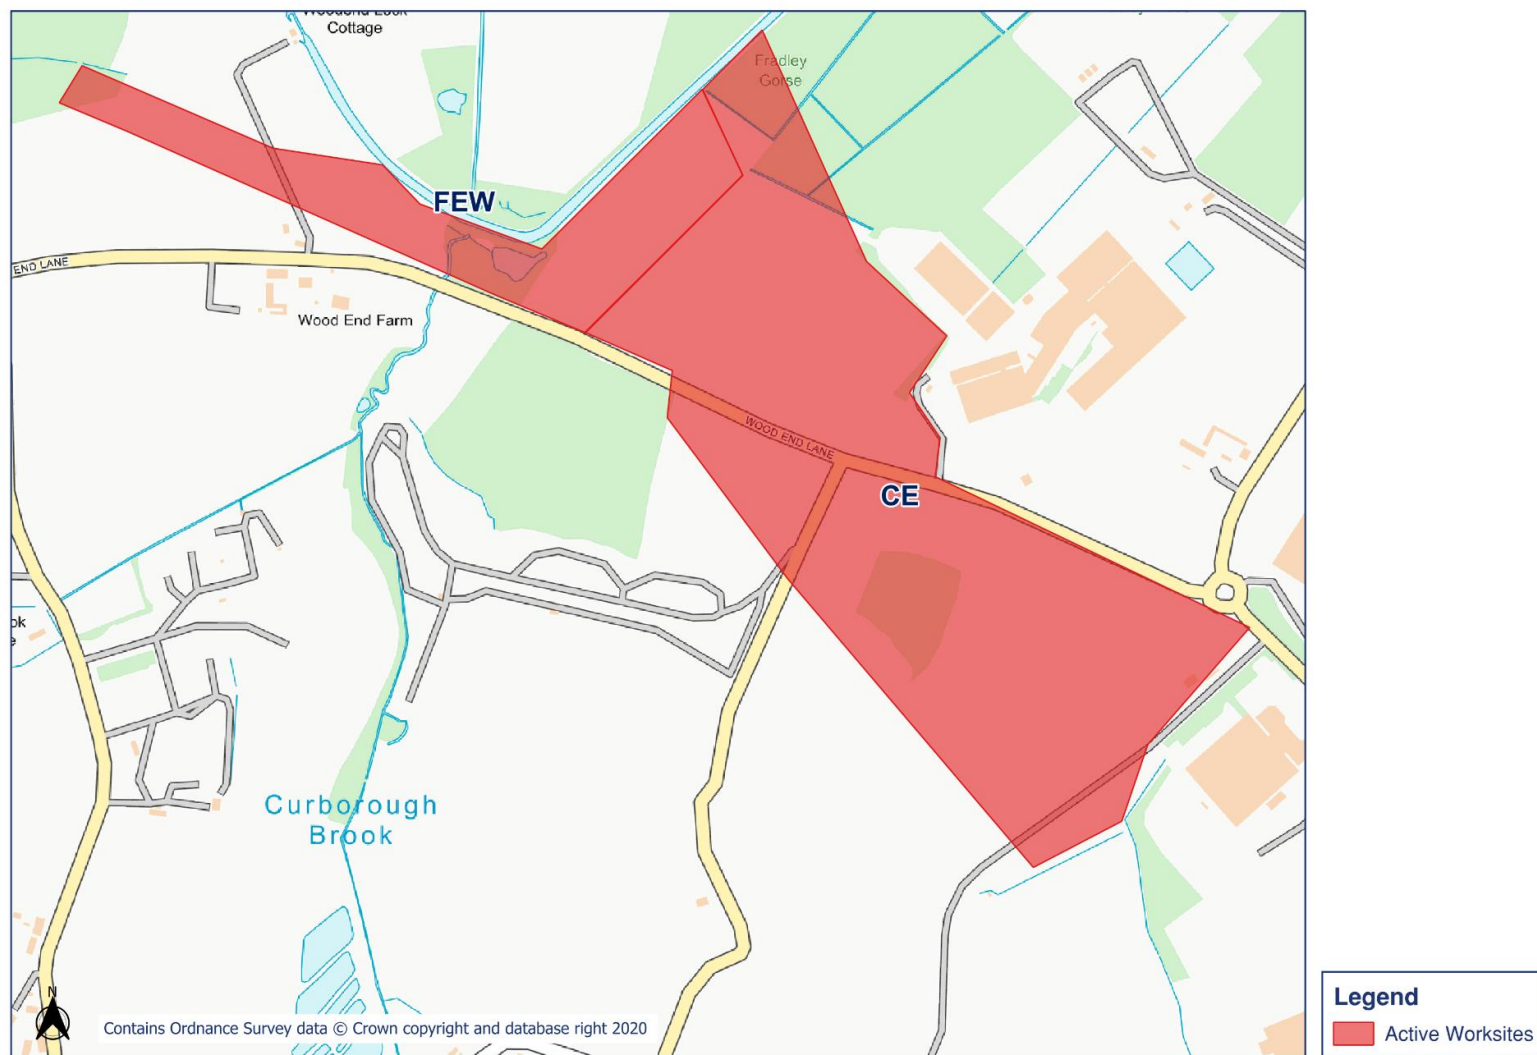 Cottage
Fradley
Gorse
FEW
END LANE
Wood End Farm
WOOD END LANE
CE
Curborough
Brook
N
Contains Ordnance Survey data © Crown copyright and database right 2020
Legend
Active Worksites